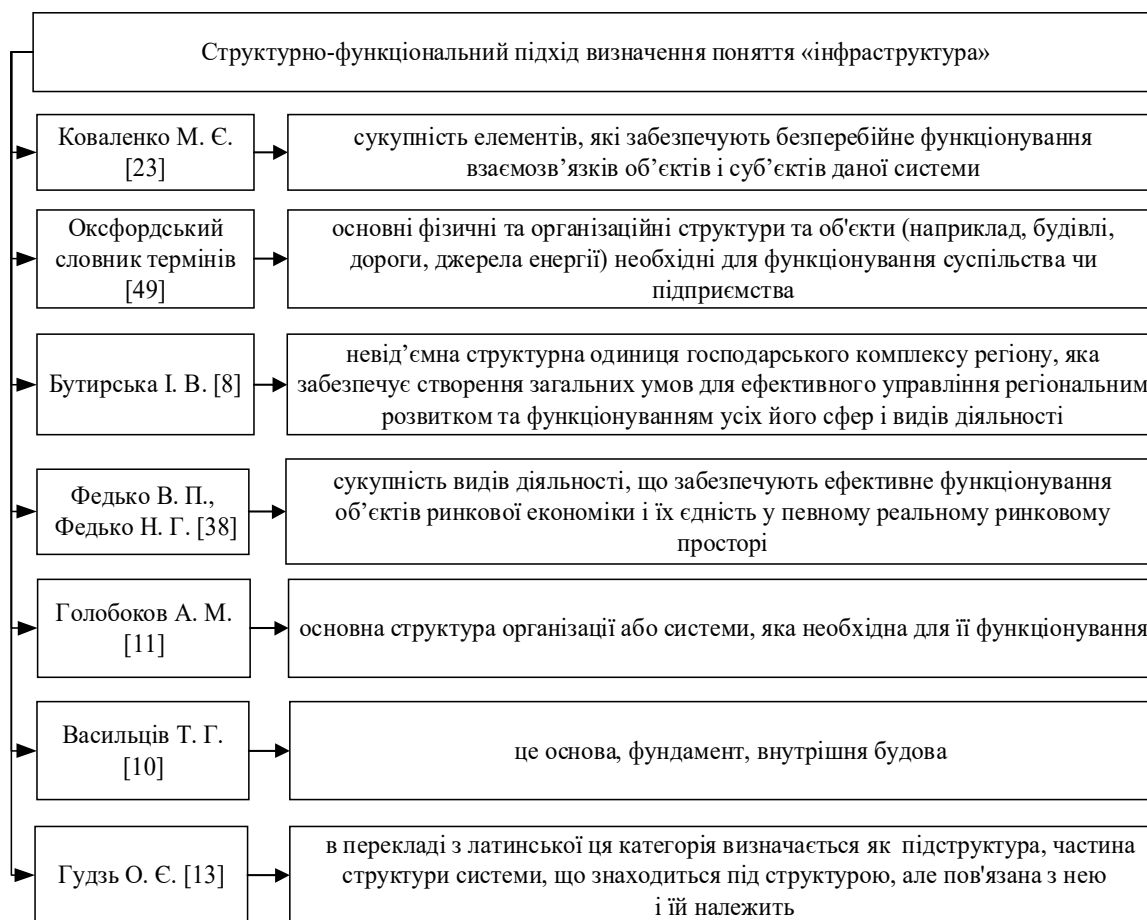 Структурно-функціональний підхід визначення поняття «інфраструктура»
Коваленко М. Є.
[23]
сукупність елементів, які забезпечують безперебійне функціонування
взаємозв’язків об’єктів і суб’єктів даної системи
Оксфордський
словник термінів
[49]
основні фізичні та організаційні структури та об'єкти (наприклад, будівлі,
дороги, джерела енергії) необхідні для функціонування суспільства чи
підприємства
Бутирська І. В. [8]
невід’ємна структурна одиниця господарського комплексу регіону, яка
забезпечує створення загальних умов для ефективного управління регіональним
розвитком та функціонуванням усіх його сфер і видів діяльності
Федько В. П.,
Федько Н. Г. [38]
сукупність видів діяльності, що забезпечують ефективне функціонування
об’єктів ринкової економіки і їх єдність у певному реальному ринковому
просторі
Голобоков А. М.
[11]
основна структура організації або системи, яка необхідна для її функціонування
Васильців Т. Г.
[10]
це основа, фундамент, внутрішня будова
Гудзь О. Є. [13]
в перекладі з латинської ця категорія визначається як підструктура, частина
структури системи, що знаходиться під структурою, але пов'язана з нею
і їй належить